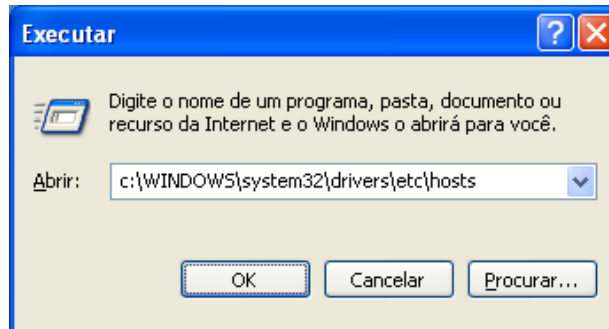 Executar
Digite o nome de um programa, pasta, documento ou
recurso da Internet e o Windows o abrirá para você.
Abrir: c:\WINDOWS\system32\drivers\etc\hosts
OK Cancelar Procurar...